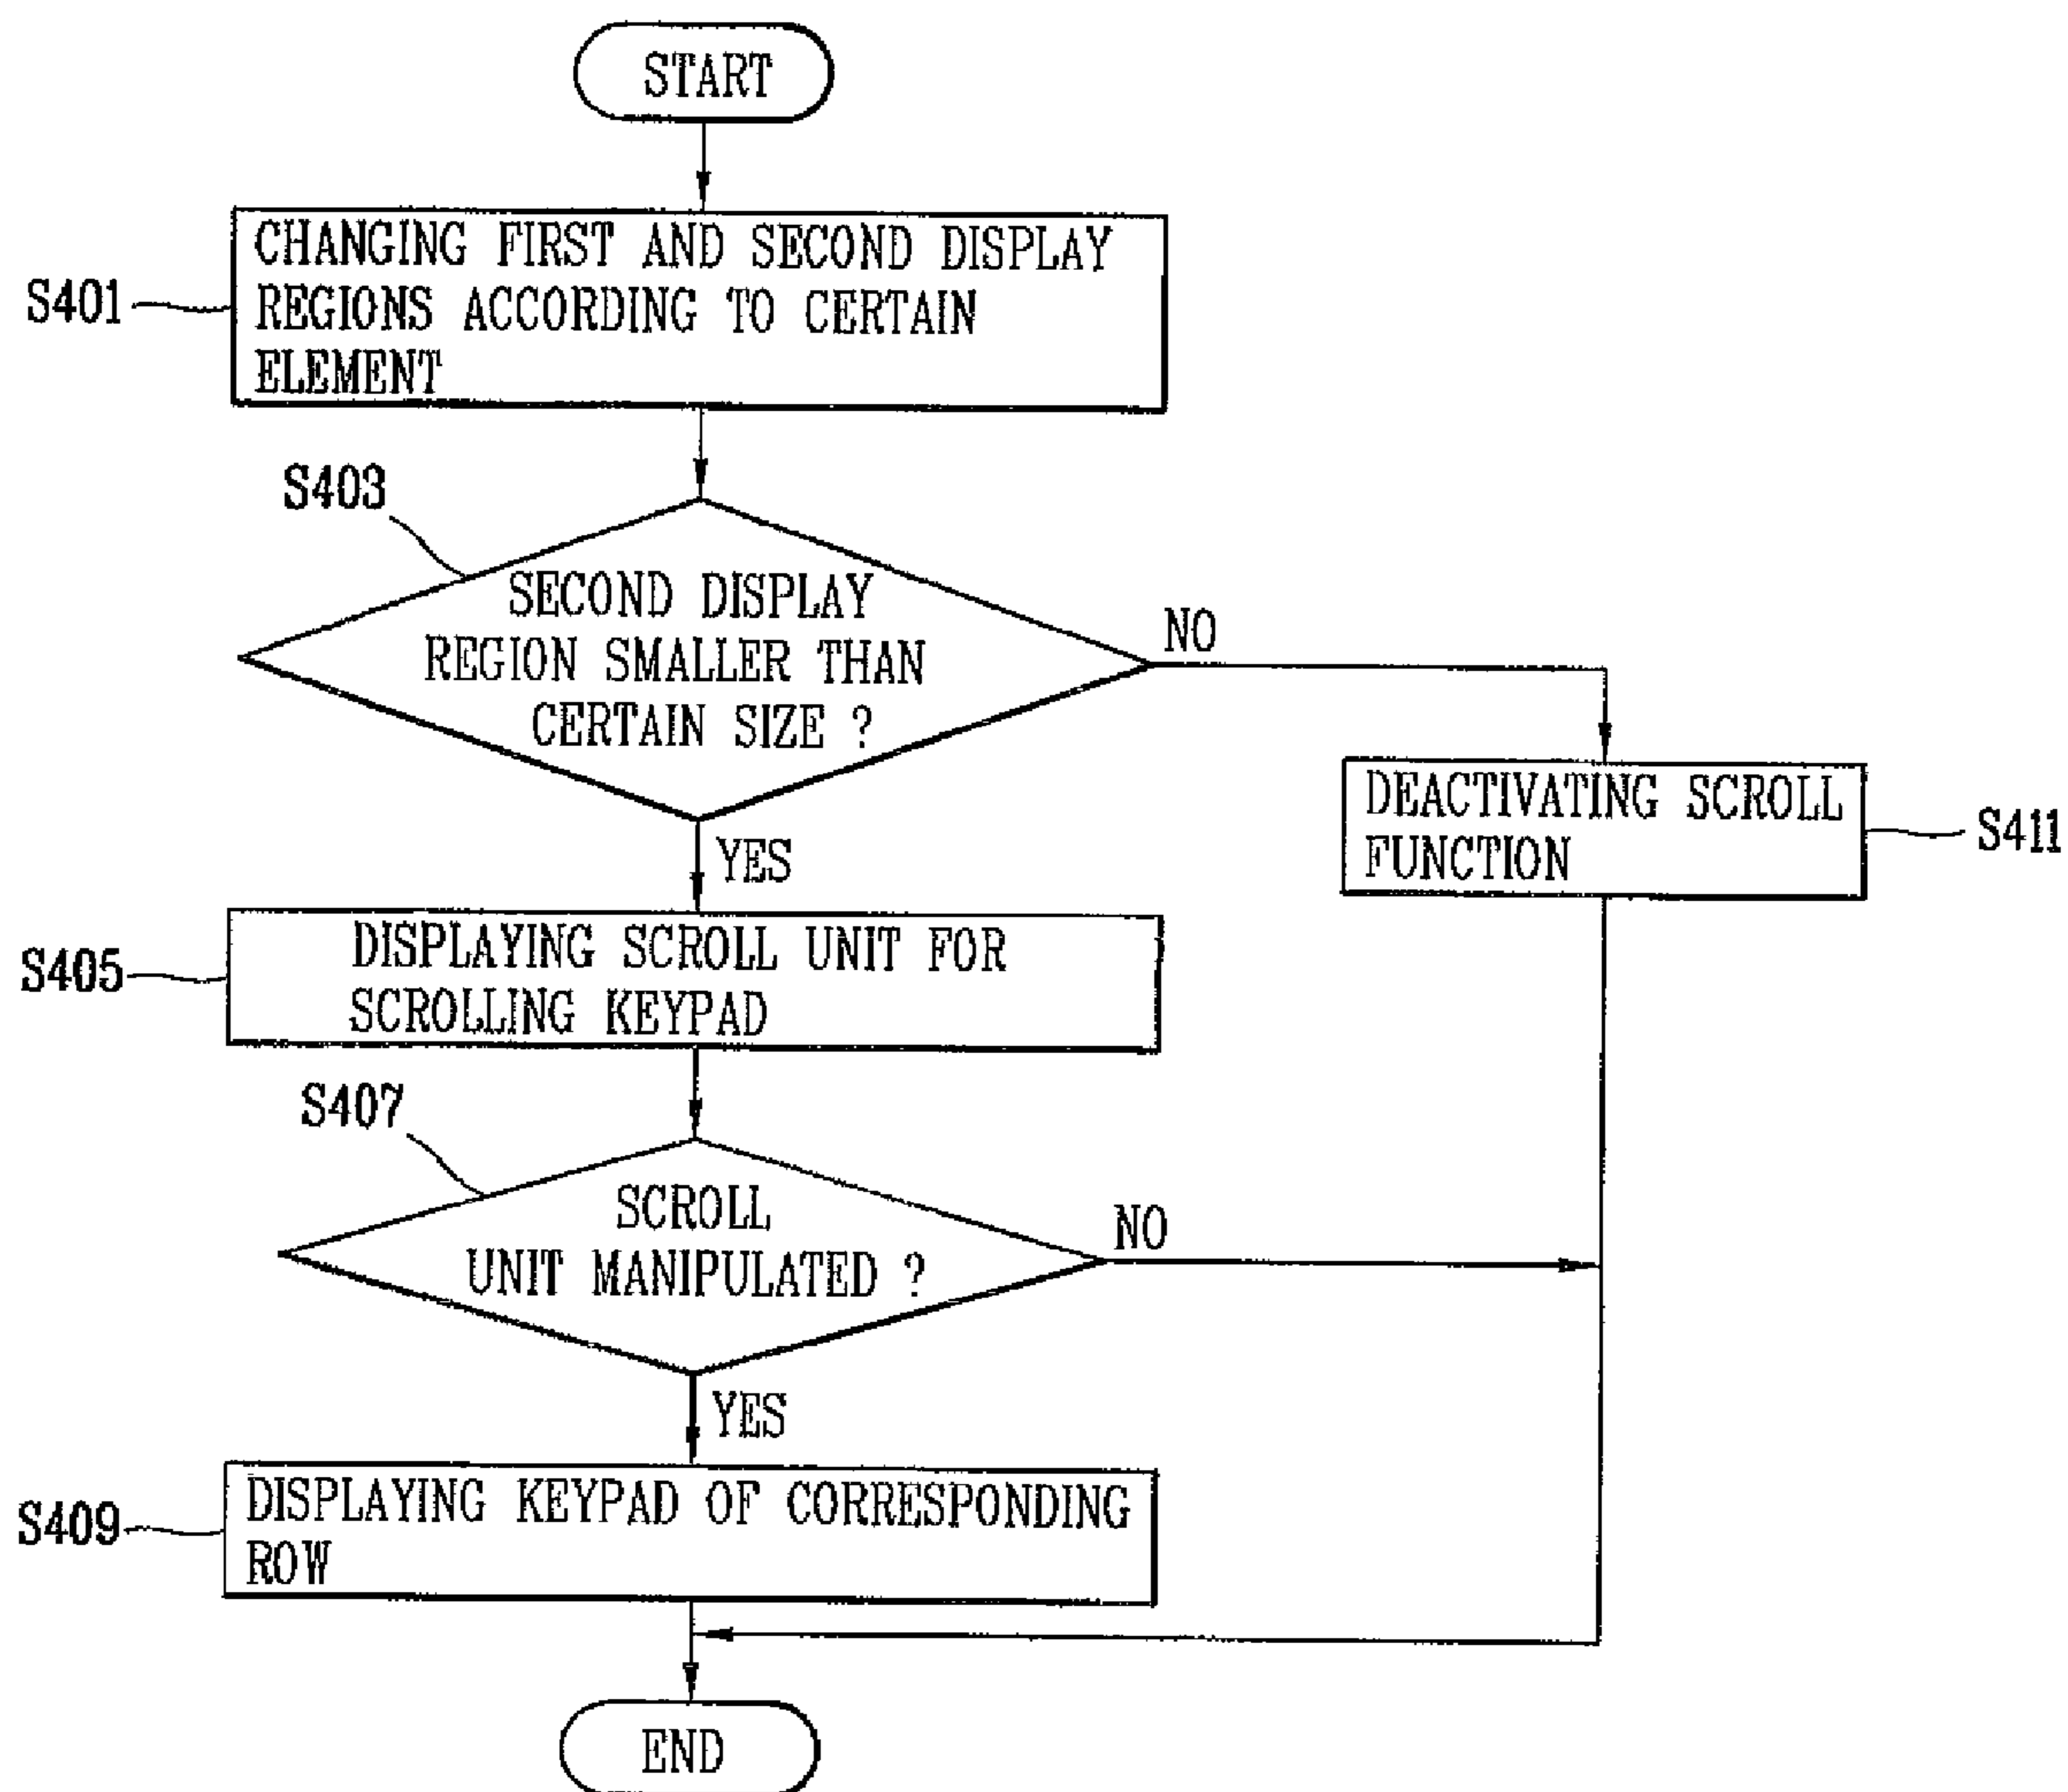 START
S401
CHANGING FIRST AND SECOND DISPLAY
REGIONS ACCORDING TO CERTAIN
ELEMENT
S403
SECOND DISPLAY
REGION SMALLER THAN
CERTAIN SIZE ?
NO
DEACTIVATING SCROLL
FUNCTION
S411
YES
S405
DISPLAYING SCROLL UNIT FOR
SCROLLING KEYPAD
S407
SCROLL
UNIT MANIPULATED ?
NO
YES
S409
DISPLAYING KEYPAD OF CORRESPONDING
ROW
END